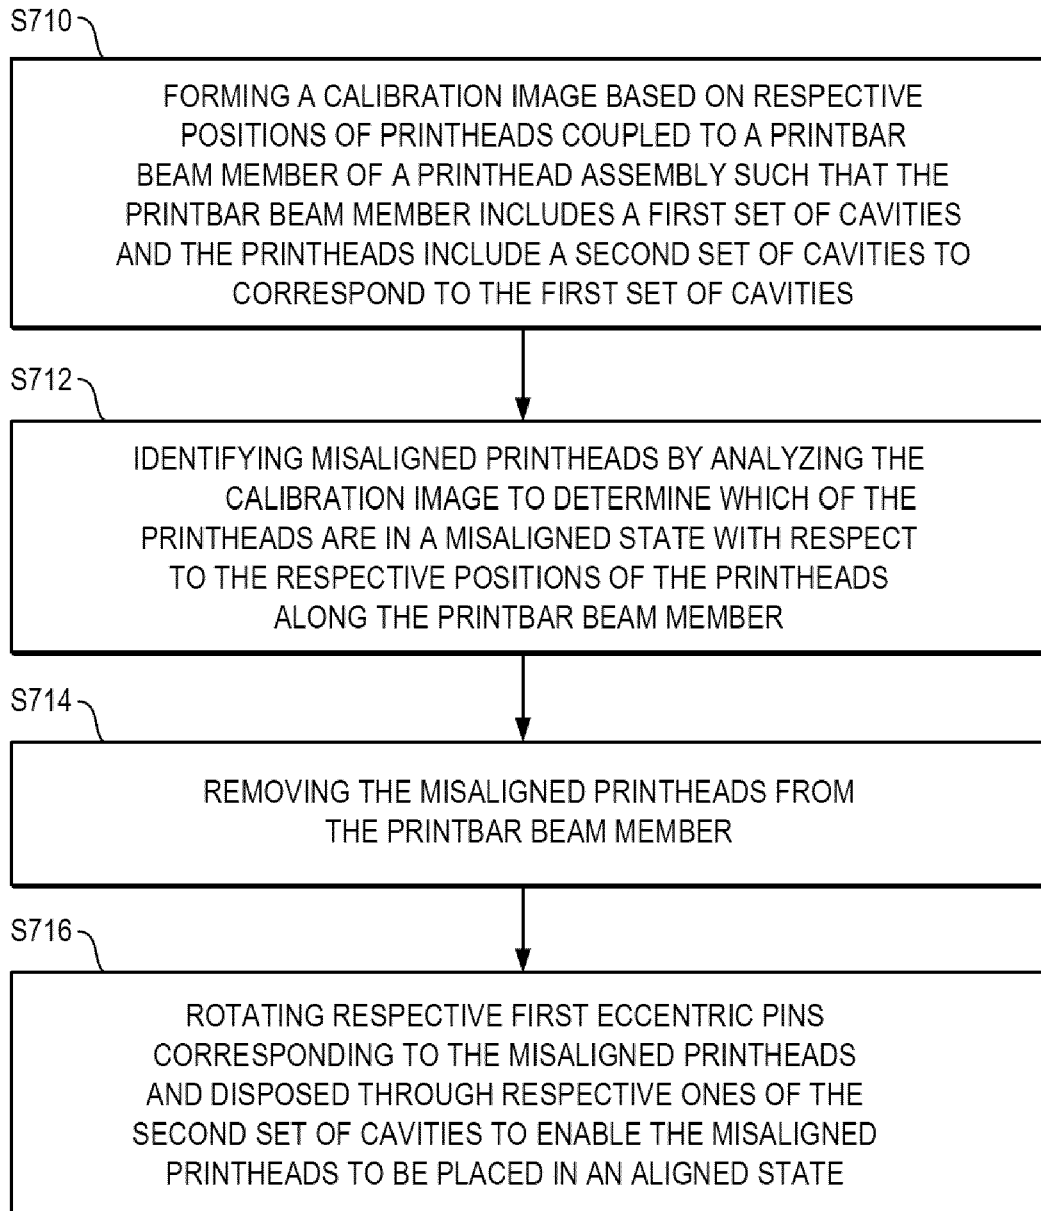 S710
FORMING A CALIBRATION IMAGE BASED ON RESPECTIVE
POSITIONS OF PRINTHEADS COUPLED TO A PRINTBAR
BEAM MEMBER OF A PRINTHEAD ASSEMBLY SUCH THAT THE
PRINTBAR BEAM MEMBER INCLUDES A FIRST SET OF CAVITIES
AND THE PRINTHEADS INCLUDE A SECOND SET OF CAVITIES TO
CORRESPOND TO THE FIRST SET OF CAVITIES
S712
IDENTIFYING MISALIGNED PRINTHEADS BY ANALYZING THE
CALIBRATION IMAGE TO DETERMINE WHICH OF THE
PRINTHEADS ARE IN A MISALIGNED STATE WITH RESPECT
TO THE RESPECTIVE POSITIONS OF THE PRINTHEADS
ALONG THE PRINTBAR BEAM MEMBER
S714
REMOVING THE MISALIGNED PRINTHEADS FROM
THE PRINTBAR BEAM MEMBER
S716
ROTATING RESPECTIVE FIRST ECCENTRIC PINS
CORRESPONDING TO THE MISALIGNED PRINTHEADS
AND DISPOSED THROUGH RESPECTIVE ONES OF THE
SECOND SET OF CAVITIES TO ENABLE THE MISALIGNED
PRINTHEADS TO BE PLACED IN AN ALIGNED STATE